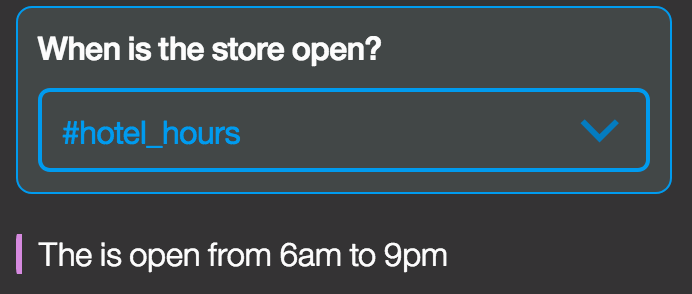 When is the store open?
#hotel_hours
The is open from 6am to 9pm